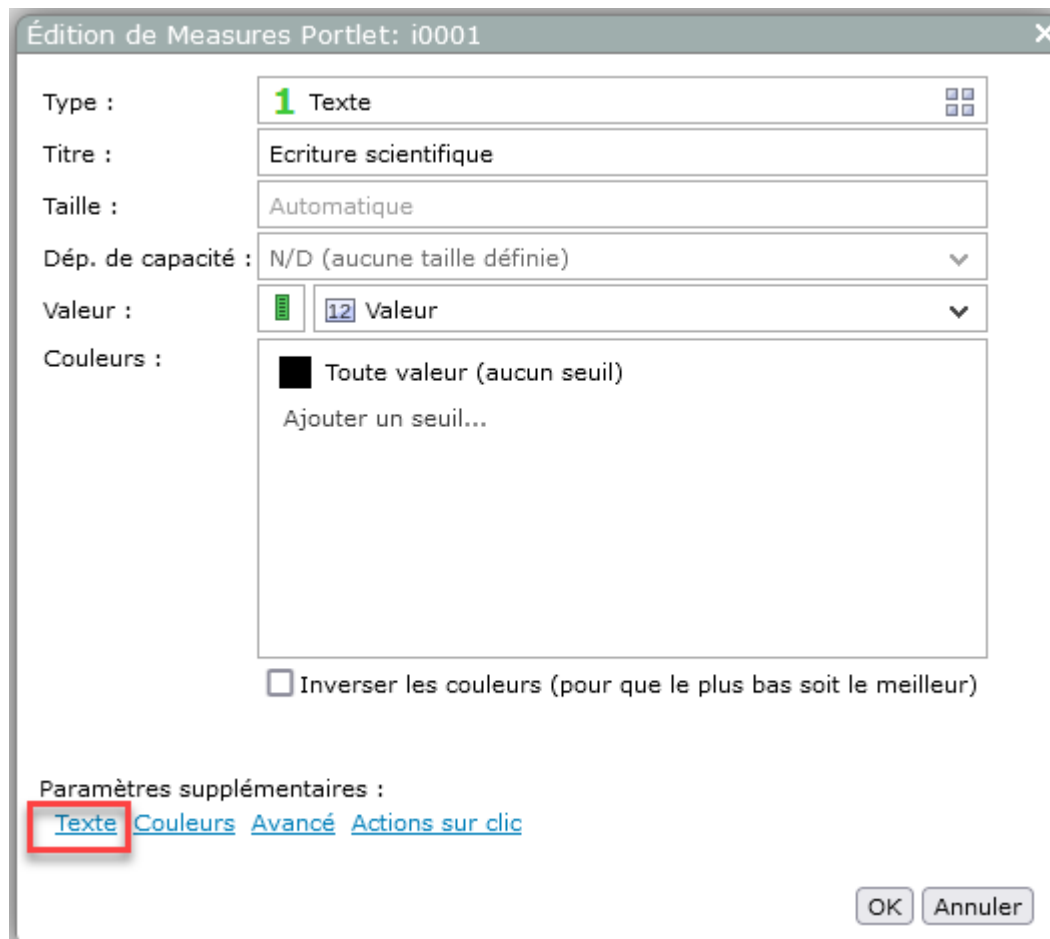 Édition de Measures Portlet: i0001
Type : 1 Texte
Titre : Ecriture scientifique
Taille : Automatique
Dép. de capacité : N/D (aucune taille définie)
Valeur : 12 Valeur
Couleurs : Toute valeur (aucun seuil)
Ajouter un seuil...
Inverser les couleurs (pour que le plus bas soit le meilleur)
Paramètres supplémentaires :
Texte Couleurs Avancé Actions sur clic
OK Annuler